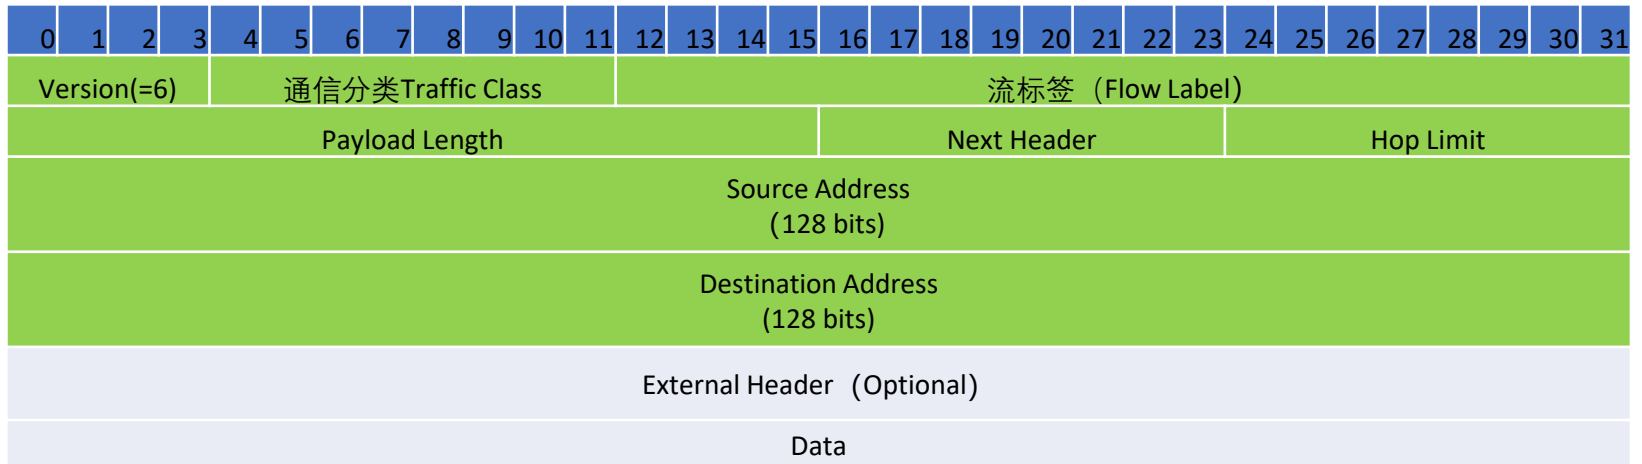 0 1 2 3 4 5 6 7 8 9 10 11 12 13 14 15 16 17 18 19 20 21 22 23 24 25 26 27 28 29 30 31
Version(=6) 通信分类Traffic Class 流标签（Flow Label）
Payload Length Next Header Hop Limit
Source Address
(128 bits)
Destination Address
(128 bits)
External Header（Optional）
Data